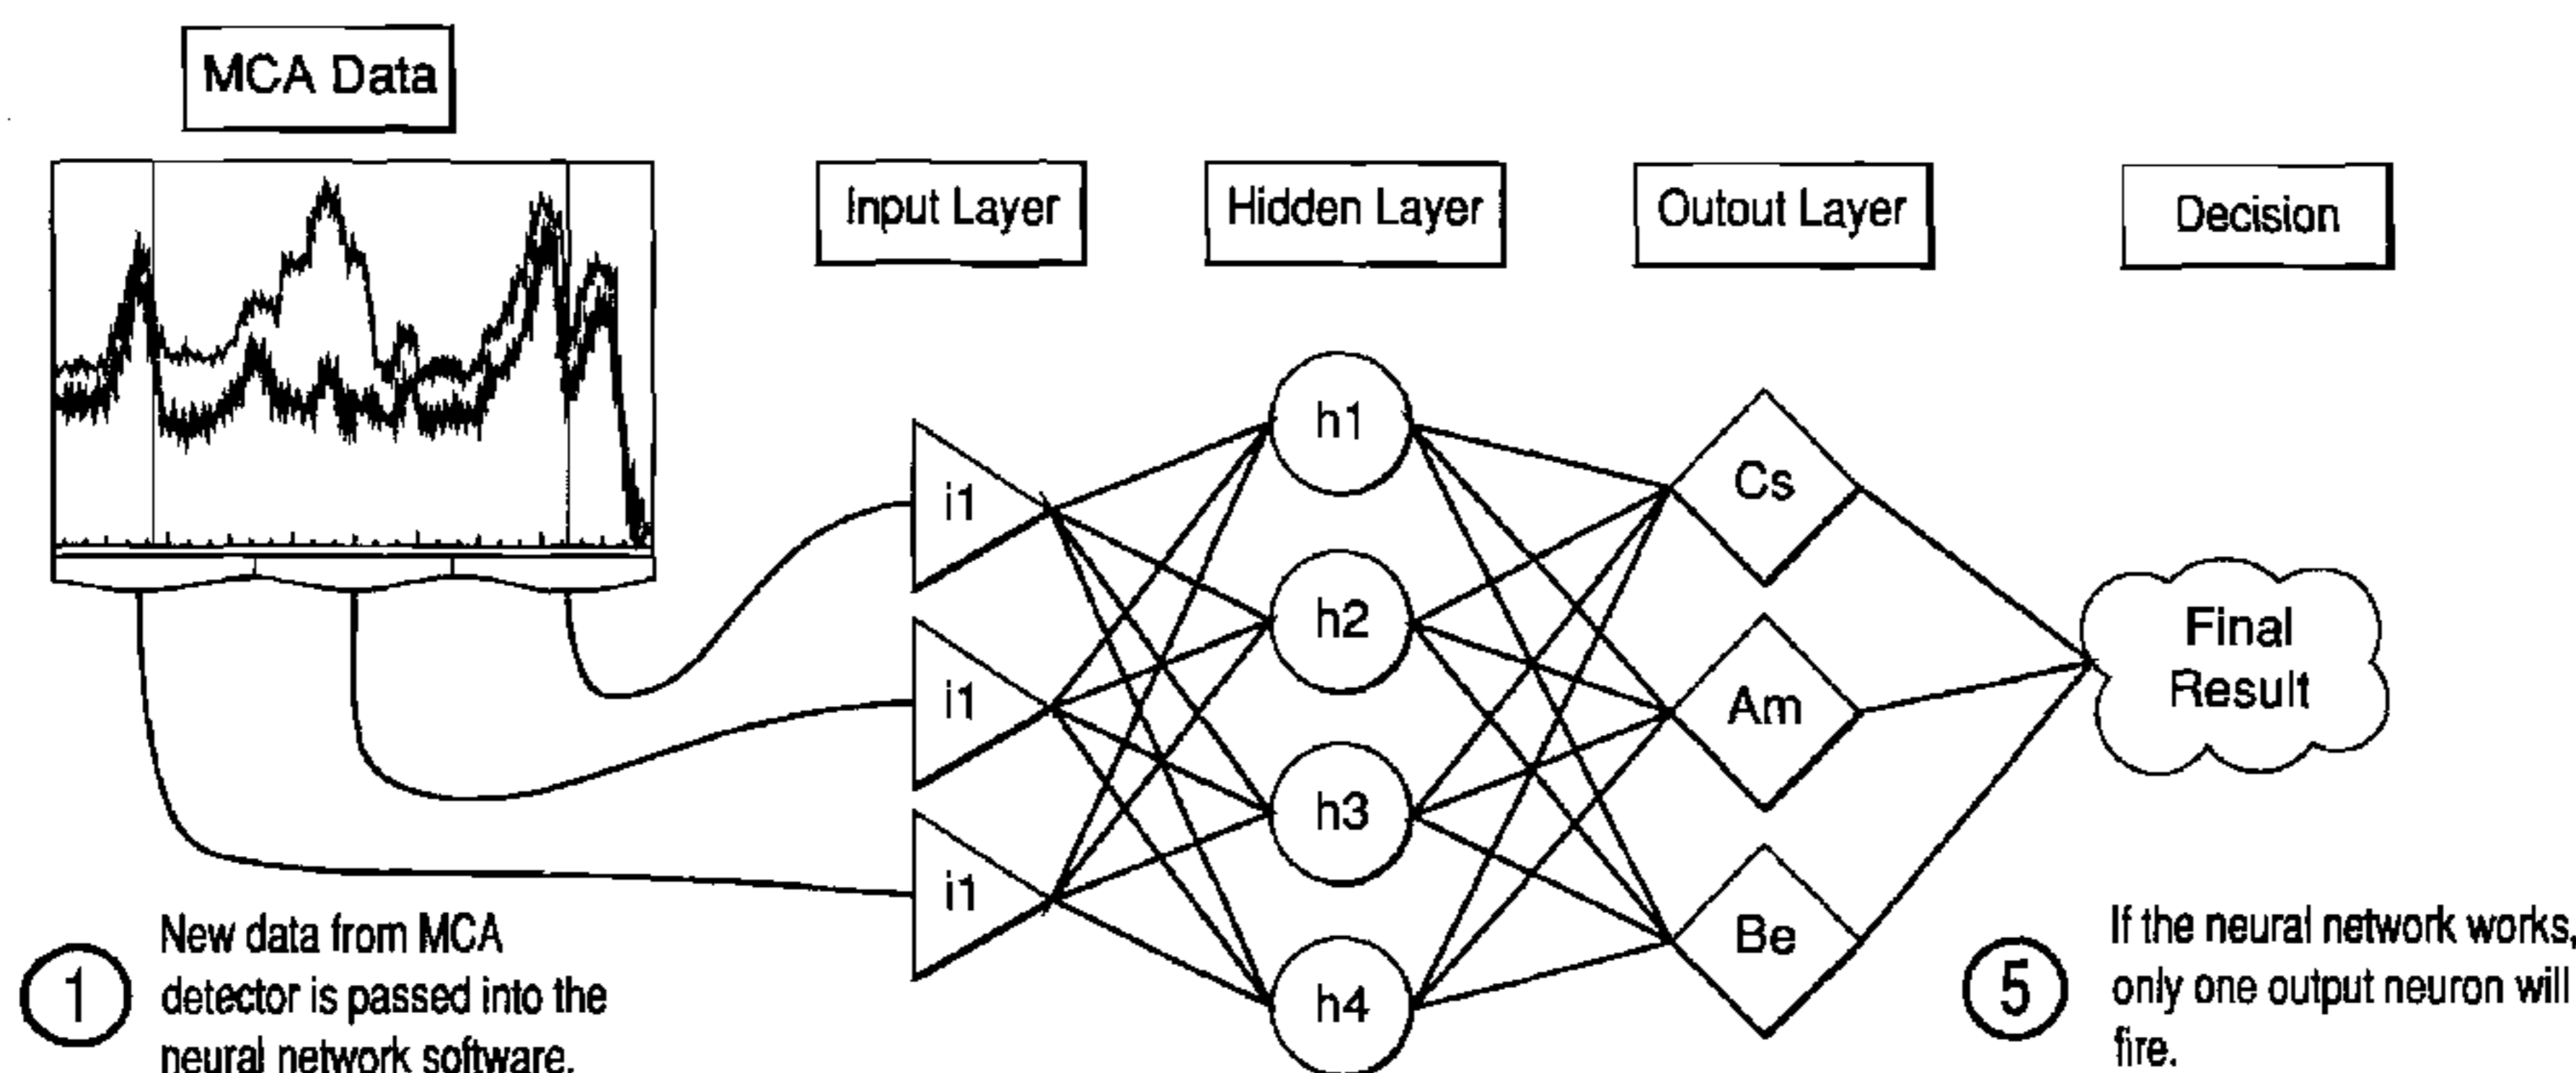 MCA Data
Input Layer
Hidden Layer
Outout Layer
Decision
i1
i1
i1
h1
h2
h3
h4
Cs
Am
Be
Final
Result
1
New data from MCA
detector is passed into the
neural network software.
5
If the neural network works,
only one output neuron will
fire.